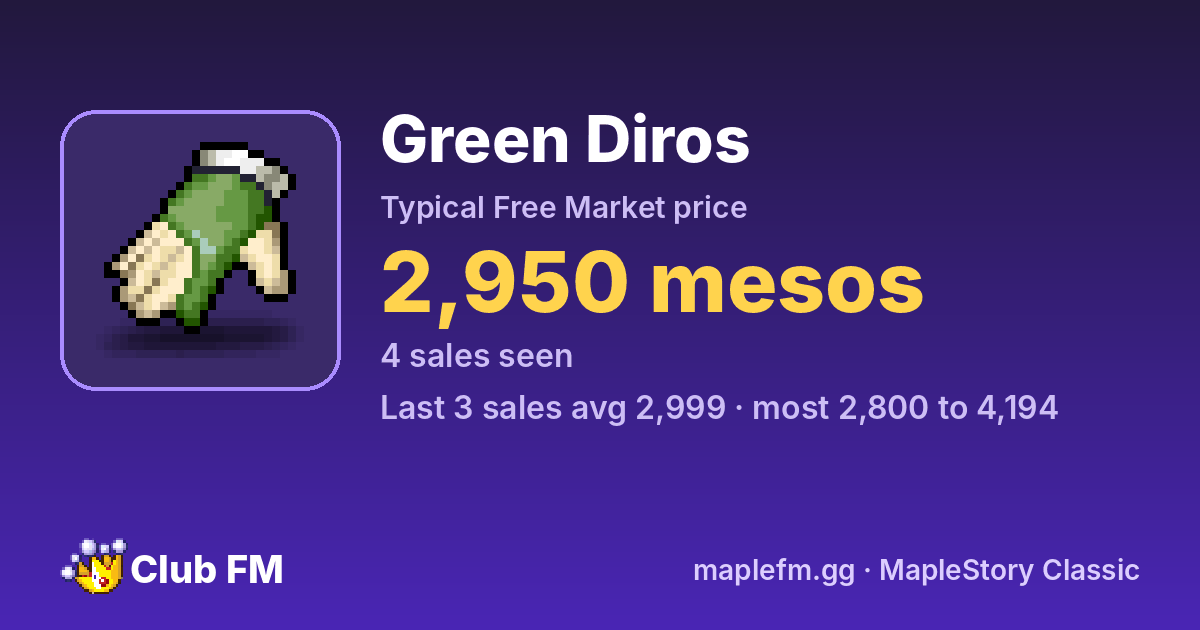 Green Diros
Typical Free Market price
2,950 mesos
4 sales seen
Last 3 sales avg 2,999 · most 2,800 to 4,194
Club FM
maplefm.gg · MapleStory Classic